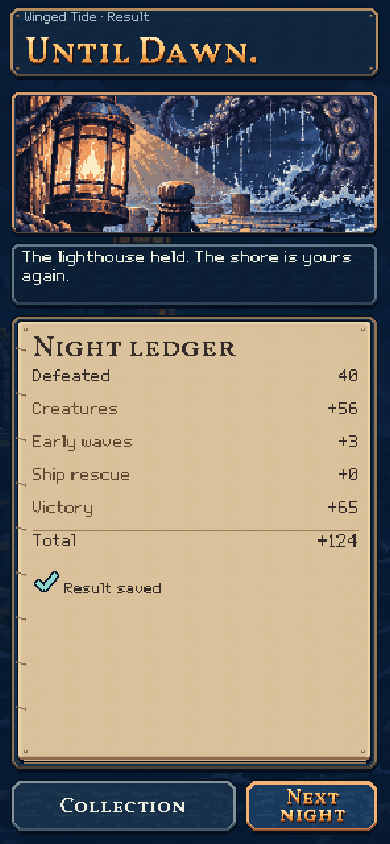 Winged Tide · Result
Until Dawn.
The lighthouse held. The shore is yours
again.
Night ledger
Defeated 40
Creatures +56
Early waves +3
Ship rescue +0
Victory +65
Total +124
Result saved
Collection
Next
night